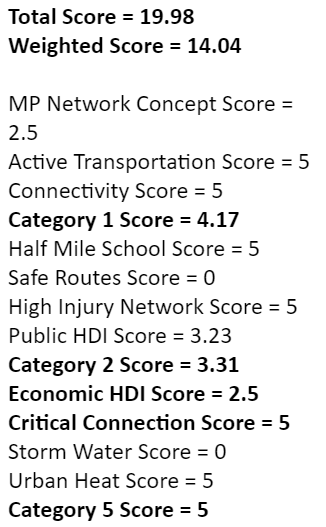 Total Score = 19.98
Weighted Score = 14.04
MP Network Concept Score =
2.5
Active Transportation Score = 5
Connectivity Score = 5
Category 1 Score = 4.17
Half Mile School Score = 5
Safe Routes Score = 0
High Injury Network Score = 5
Public HDI Score = 3.23
Category 2 Score = 3.31
Economic HDI Score = 2.5
Critical Connection Score = 5
Storm Water Score = 0
Urban Heat Score = 5
Category 5 Score = 5